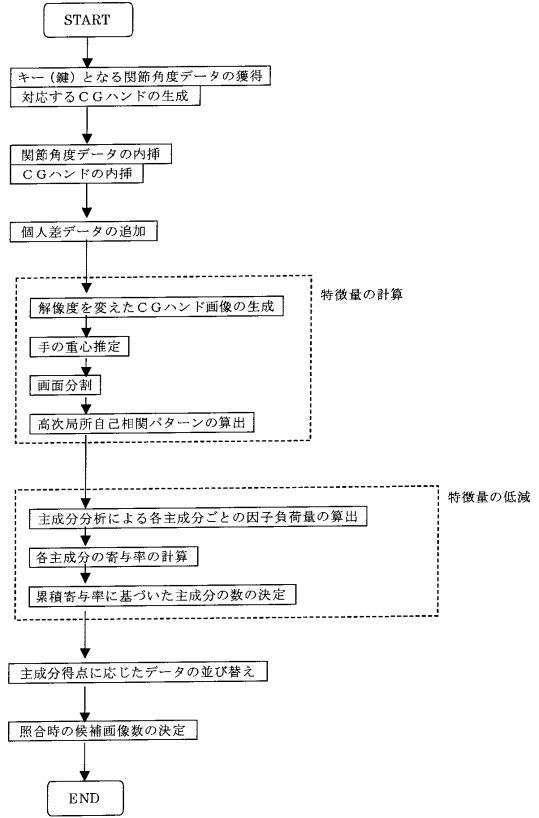 START
キー(鍵)となる関節角度データの獲得
対応するCGハンドの生成
関節角度データの内挿
CGハンドの内挿
個人差データの追加
特徴量の計算
解像度を変えたCGハンド画像の生成
手の重心推定
画面分割
高次局所自己相関パターンの算出
特徴量の低減
主成分分析による各主成分ごとの因子負荷量の算出
各主成分の寄与率の計算
累積寄与率に基づいた主成分の数の決定
主成分得点に応じたデータの並び替え
照合時の候補画像数の決定
END